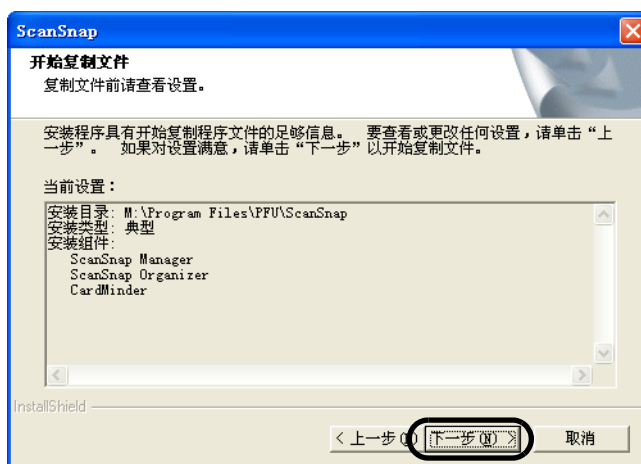 ScanSnap
开始复制文件
复制文件前请查看设置。
安装程序具有开始复制程序文件的足够信息。 要查看或更改任何设置，请单击“上
一步”。 如果对设置满意，请单击“下一步”以开始复制文件。
当前设置：
安装目录: M:\Program Files\PFU\ScanSnap
安装类型: 典型
安装组件:
ScanSnap Manager
ScanSnap Organizer
CardMinder
InstallShield
< 上一步 下一步(N) > 取消